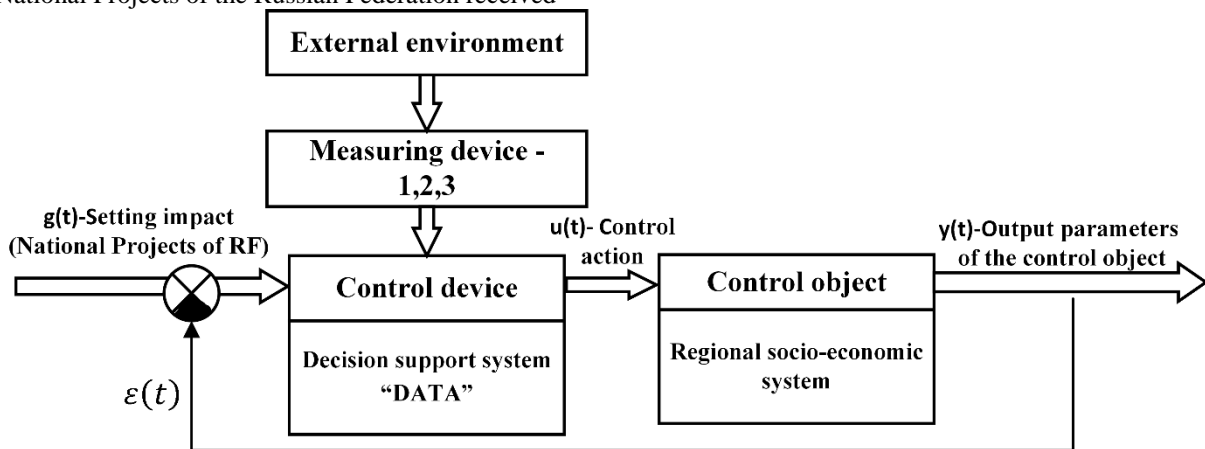 National Projects of the Russian Federation received
External environment
Measuring device -
1,2,3
g(t)-Setting impact
(National Projects of RF)
u(t)- Control
action
y(t)-Output parameters
of the control object
Control device
Control object
Decision support system
“DATA”
Regional socio-economic
system
ε(t)